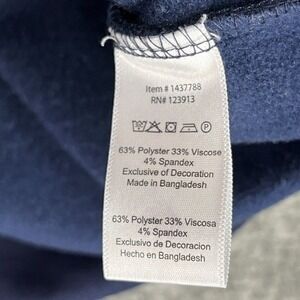 Item # 1437788
RN# 123913
63% Polyster 33% Viscose
4% Spandex
Exclusive of Decoration
Made in Bangladesh
63% Polyster 33% Viscosa
4% Spandex
Exclusivo de Decoracion
Hecho en Bangladesh